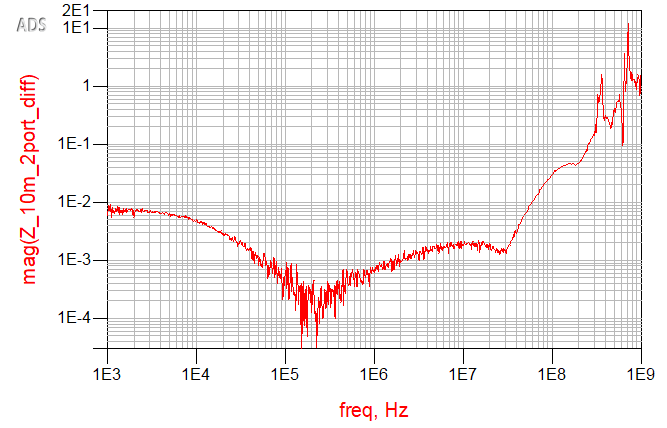 ADS
2E1
1E1
1
1E-1
1E-2
1E-3
1E-4
mag(Z_10m_2port_diff)
1E3 1E4 1E5 1E6 1E7 1E8 1E9
freq, Hz